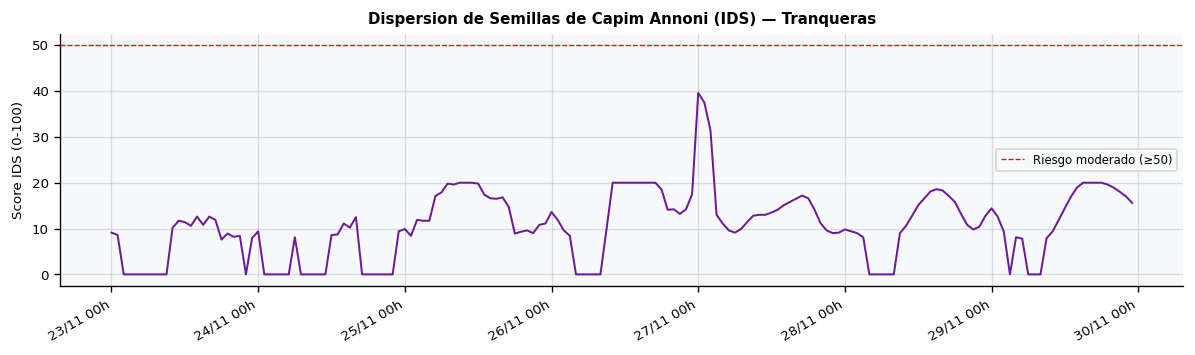 Dispersion de Semillas de Capim Annoni (IDS) — Tranqueras
Score IDS (0-100)
50
40
30
20
10
0
Riesgo moderado (≥50)
23/11 00h
24/11 00h
25/11 00h
26/11 00h
27/11 00h
28/11 00h
29/11 00h
30/11 00h